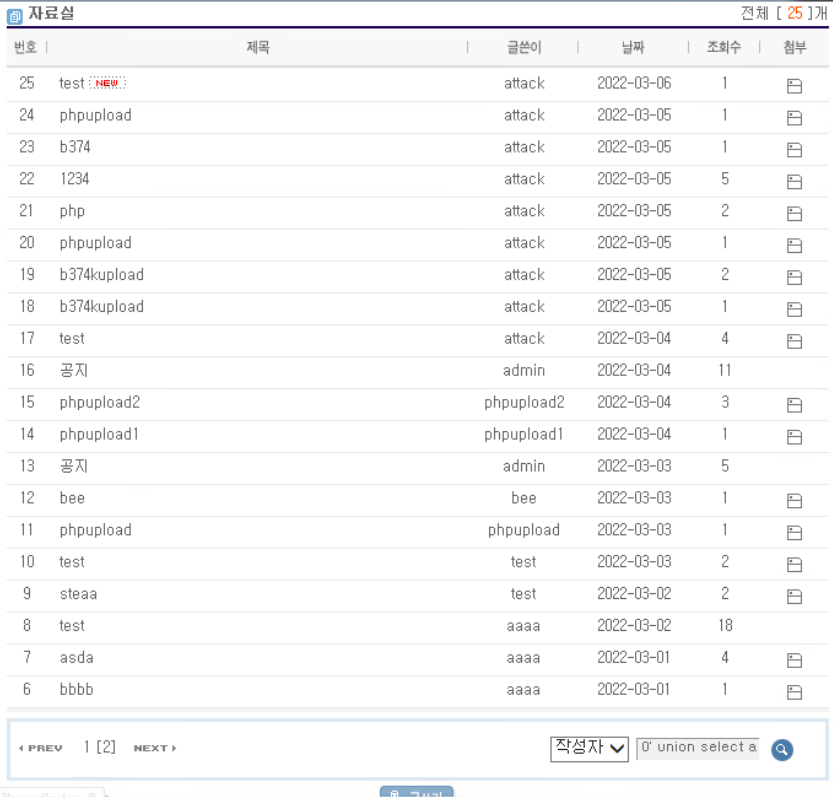 자료실 전체 [ 25 ]개
번호 | 제목 | 글쓴이 | 날짜 | 조회수 | 첨부
25 test NEW attack 2022-03-06 1
24 phpupload attack 2022-03-05 1
23 b374 attack 2022-03-05 1
22 1234 attack 2022-03-05 5
21 php attack 2022-03-05 2
20 phpupload attack 2022-03-05 1
19 b374kupload attack 2022-03-05 2
18 b374kupload attack 2022-03-05 1
17 test attack 2022-03-04 4
16 공지 admin 2022-03-04 11
15 phpupload2 phpupload2 2022-03-04 3
14 phpupload1 phpupload1 2022-03-04 1
13 공지 admin 2022-03-03 5
12 bee bee 2022-03-03 1
11 phpupload phpupload 2022-03-03 1
10 test test 2022-03-03 2
9 steaa test 2022-03-02 2
8 test aaaa 2022-03-02 18
7 asda aaaa 2022-03-01 4
6 bbbb aaaa 2022-03-01 1
PREV 1 [2] NEXT 작성자 0' union select a